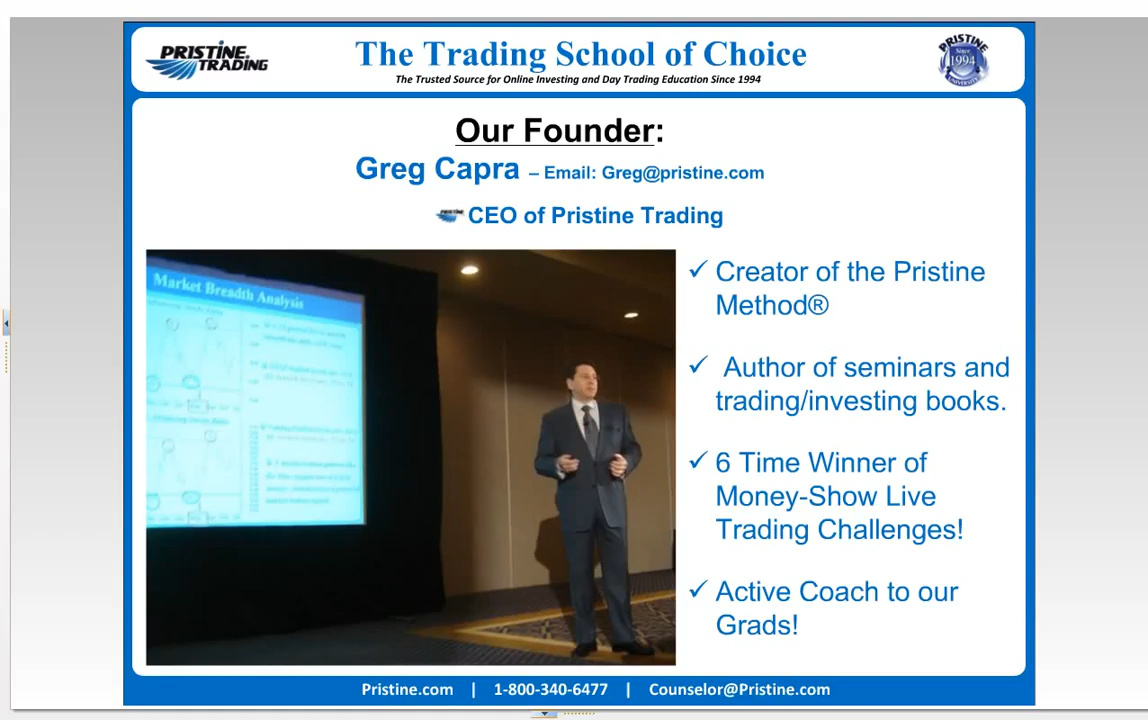 PRISTINE.
TRADING
The Trading School of Choice
The Trusted Source for Online Investing and Day Trading Education Since 1994
PRISTINE
Since
1994
UNIVERSITY
Our Founder:
Greg Capra – Email: Greg@pristine.com
PRISTINE CEO of Pristine Trading
Market Breadth Analysis
✓ Creator of the Pristine
Method®
✓ Author of seminars and
trading/investing books.
✓ 6 Time Winner of
Money-Show Live
Trading Challenges!
✓ Active Coach to our
Grads!
Pristine.com | 1-800-340-6477 | Counselor@Pristine.com